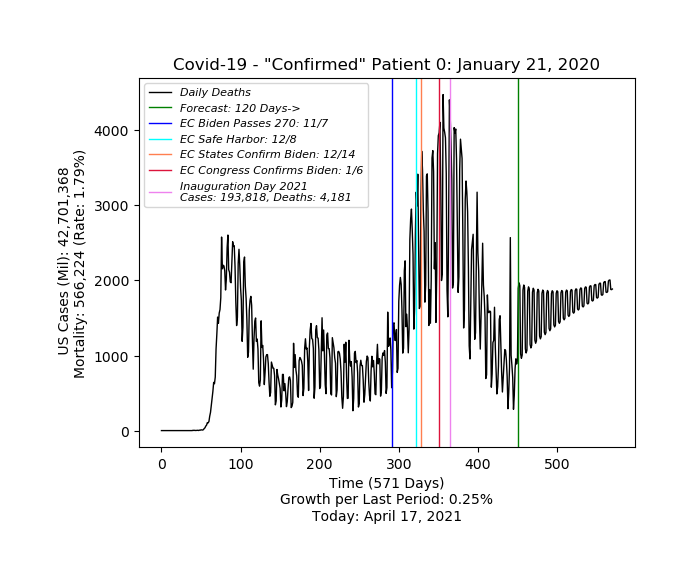 Covid-19 - "Confirmed" Patient 0: January 21, 2020
Daily Deaths
Forecast: 120 Days->
EC Biden Passes 270: 11/7
EC Safe Harbor: 12/8
EC States Confirm Biden: 12/14
EC Congress Confirms Biden: 1/6
Inauguration Day 2021
Cases: 193,818, Deaths: 4,181
US Cases (Mil): 42,701,368
Mortality: 566,224 (Rate: 1.79%)
4000
3000
2000
1000
0
0 100 200 300 400 500
Time (571 Days)
Growth per Last Period: 0.25%
Today: April 17, 2021